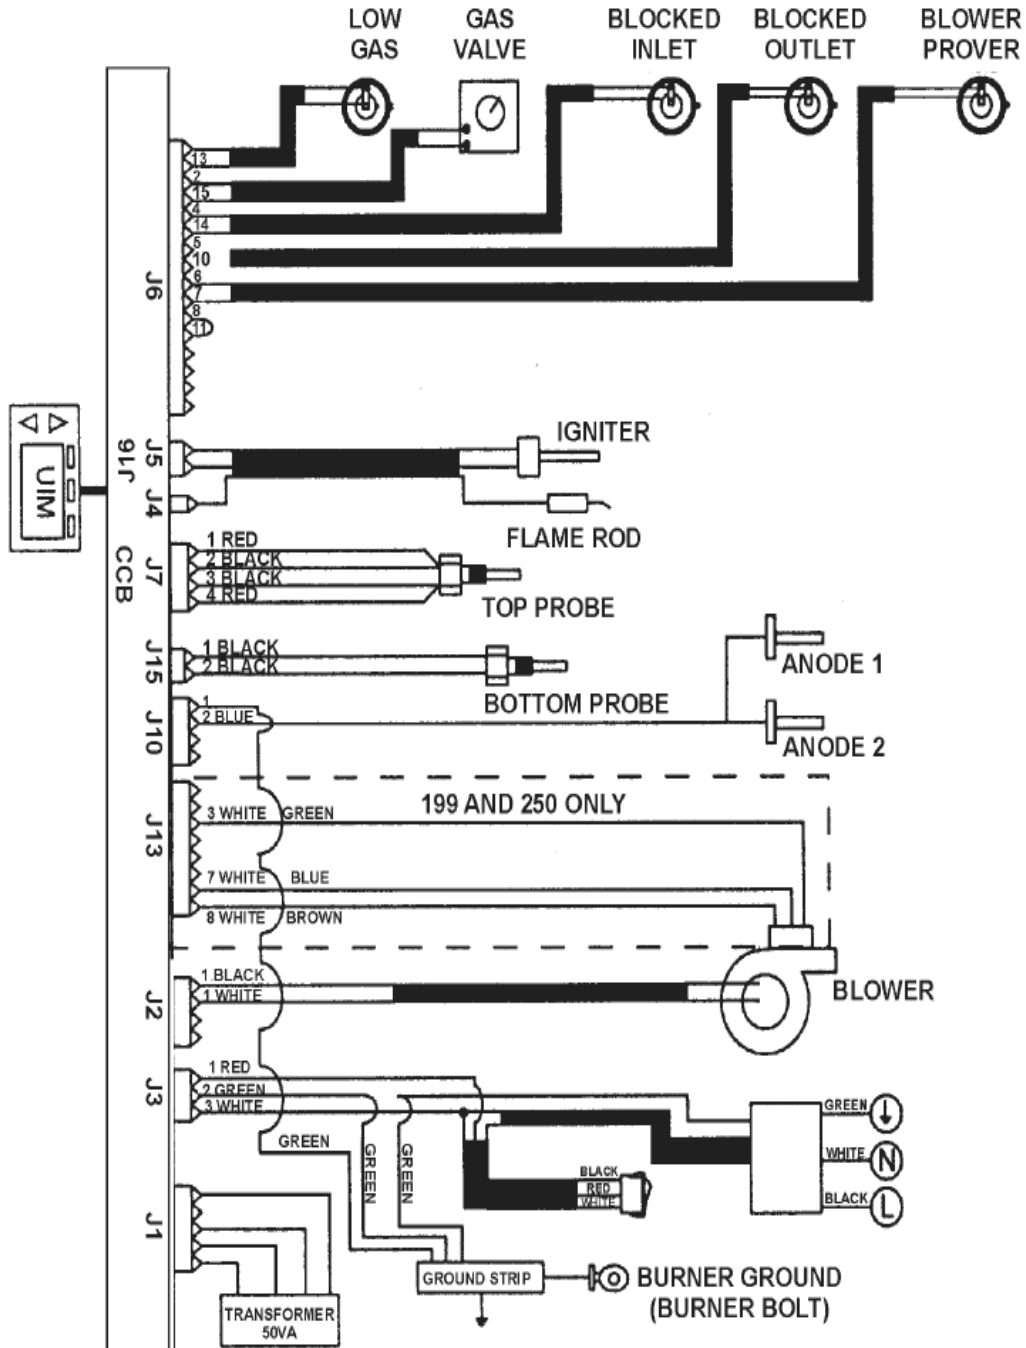 LOW
GAS
GAS
VALVE
BLOCKED
INLET
BLOCKED
OUTLET
BLOWER
PROVER
13
2
15
4
14
5
10
6
7
8
11
J6
UIM
J16
CCB
J5
IGNITER
J4
FLAME ROD
J7
1 RED
2 BLACK
3 BLACK
4 RED
TOP PROBE
J15
1 BLACK
2 BLACK
BOTTOM PROBE
ANODE 1
J10
1
2 BLUE
ANODE 2
199 AND 250 ONLY
J13
3 WHITE GREEN
7 WHITE BLUE
8 WHITE BROWN
J2
1 BLACK
1 WHITE
BLOWER
J3
1 RED
2 GREEN
3 WHITE
GREEN
GREEN
GREEN
BLACK
RED
WHITE
GREEN
WHITE N
BLACK L
J1
TRANSFORMER
50VA
GROUND STRIP
BURNER GROUND
(BURNER BOLT)